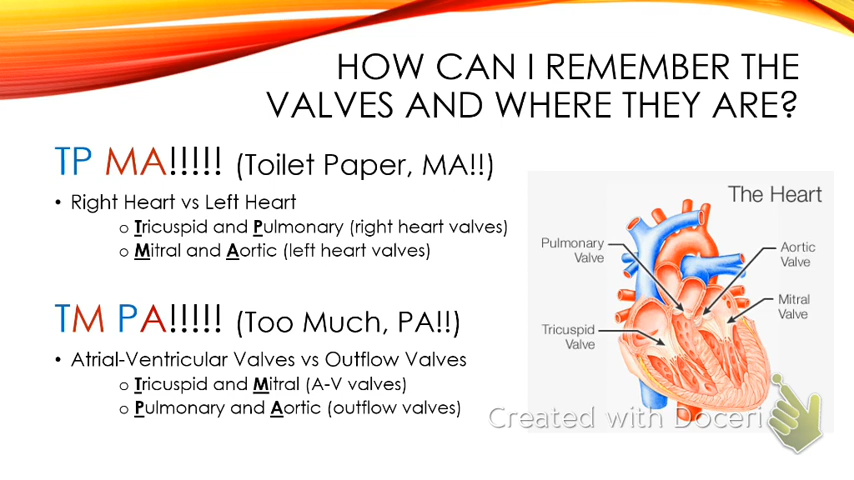 HOW CAN I REMEMBER THE
VALVES AND WHERE THEY ARE?
TP MA!!!!! (Toilet Paper, MA!!)
• Right Heart vs Left Heart
o Tricuspid and Pulmonary (right heart valves)
o Mitral and Aortic (left heart valves)
TM PA!!!!! (Too Much, PA!!)
• Atrial-Ventricular Valves vs Outflow Valves
o Tricuspid and Mitral (A-V valves)
o Pulmonary and Aortic (outflow valves)
The Heart
Pulmonary
Valve
Aortic
Valve
Mitral
Valve
Tricuspid
Valve
Created with Doceri